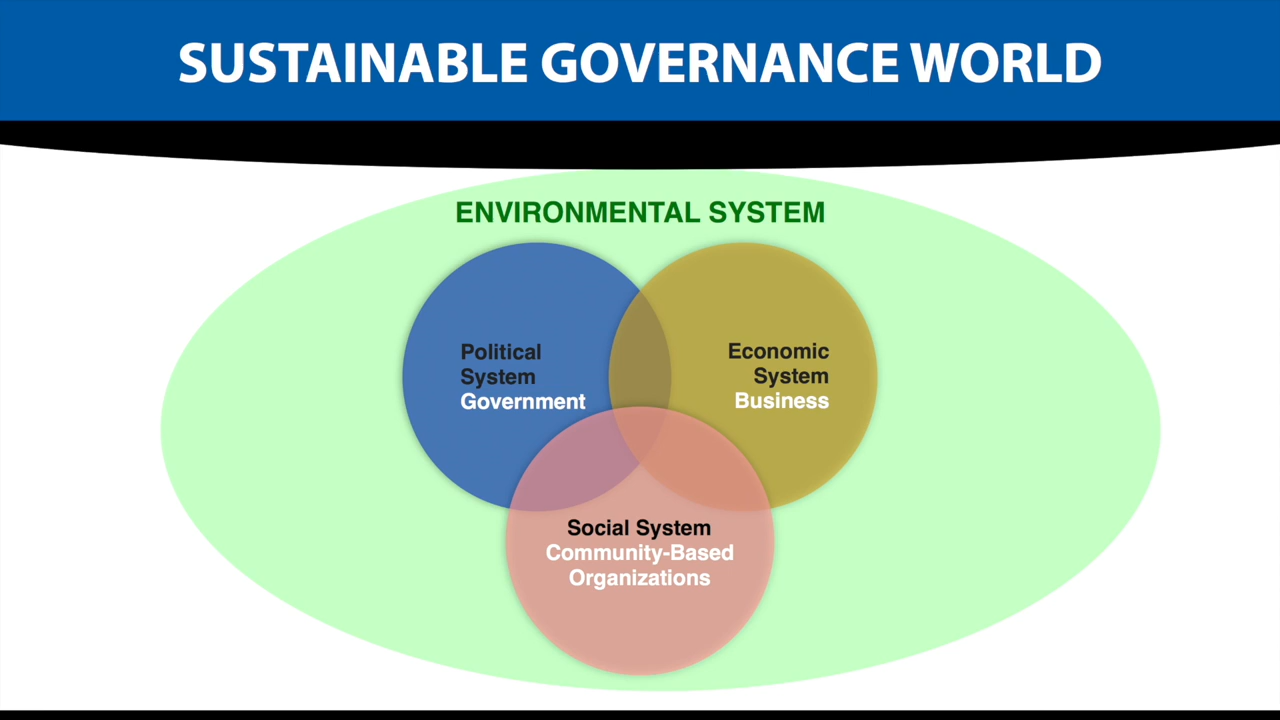 SUSTAINABLE GOVERNANCE WORLD
ENVIRONMENTAL SYSTEM
Political
System
Government
Economic
System
Business
Social System
Community-Based
Organizations